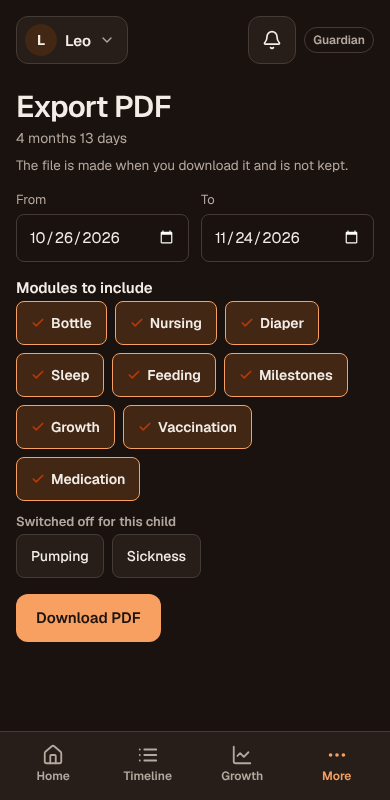 L Leo
Guardian
Export PDF
4 months 13 days
The file is made when you download it and is not kept.
From To
10/26/2026 11/24/2026
Modules to include
Bottle Nursing Diaper
Sleep Feeding Milestones
Growth Vaccination
Medication
Switched off for this child
Pumping Sickness
Download PDF
Home Timeline Growth More